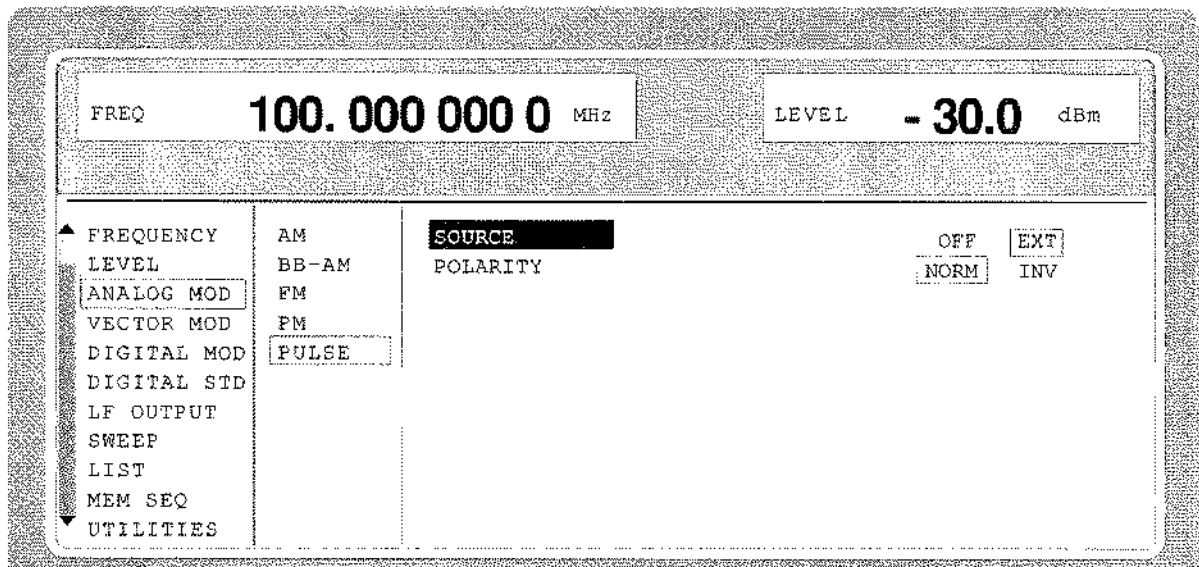 FREQ 100. 000 000 0 MHz LEVEL - 30.0 dBm
FREQUENCY AM SOURCE OFF EXT
LEVEL BB-AM POLARITY NORM INV
ANALOG MOD FM
VECTOR MOD PM
DIGITAL MOD PULSE
DIGITAL STD
LF OUTPUT
SWEEP
LIST
MEM SEQ
UTILITIES